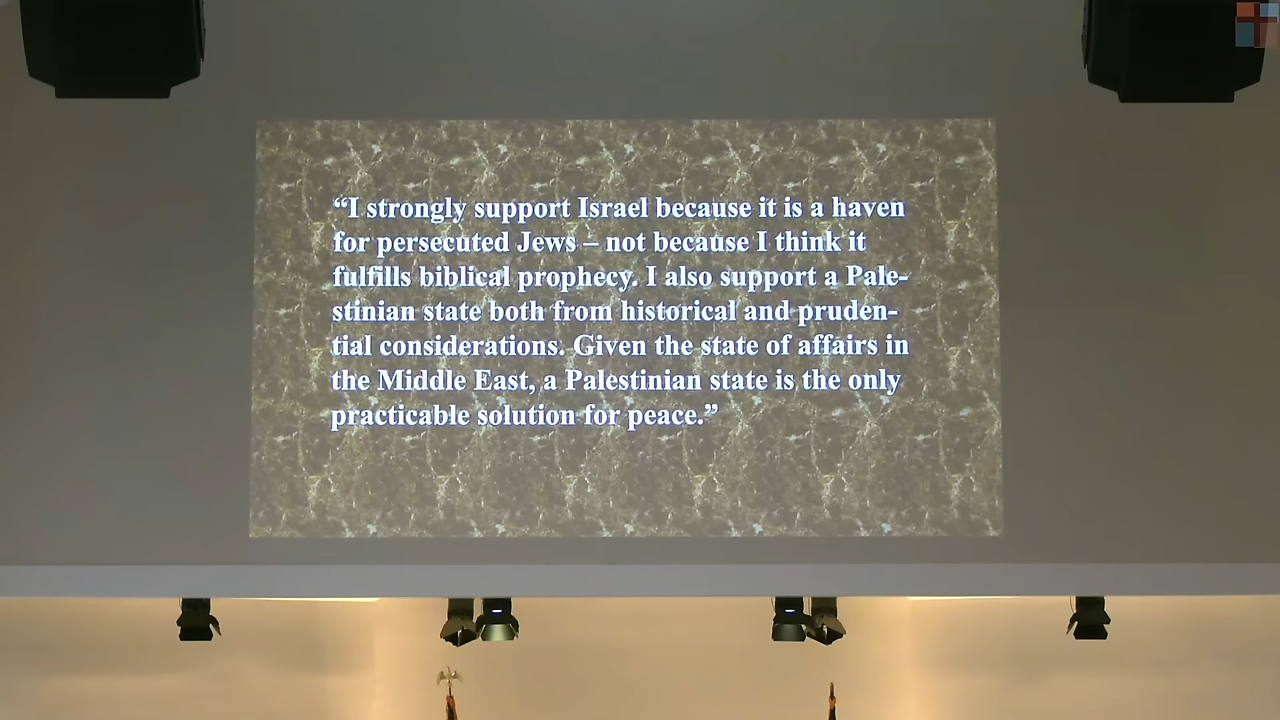 “I strongly support Israel because it is a haven
for persecuted Jews – not because I think it
fulfills biblical prophecy. I also support a Pale-
stinian state both from historical and pruden-
tial considerations. Given the state of affairs in
the Middle East, a Palestinian state is the only
practicable solution for peace.”